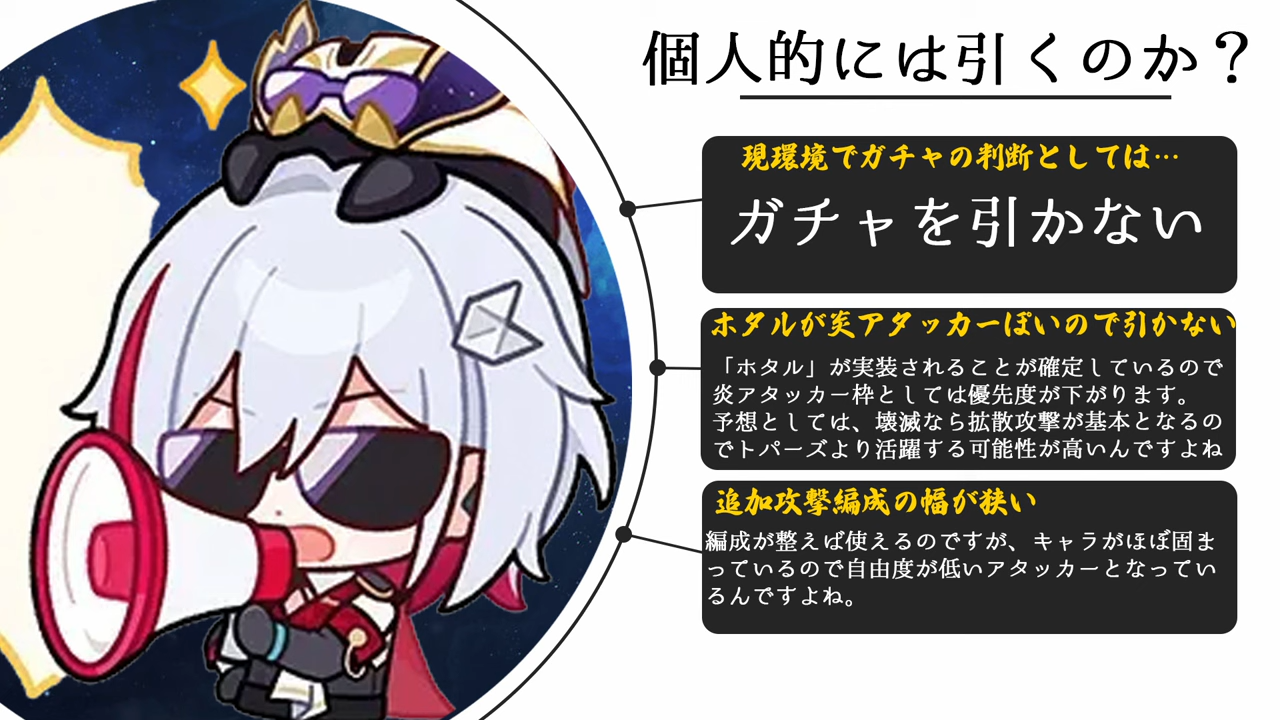 個人的には引くのか？
現環境でガチャの判断としては…
ガチャを引かない
ホタルが炎アタッカーぽいので引かない
「ホタル」が実装されることが確定しているので
炎アタッカー枠としては優先度が下がります。
予想としては、壊滅なら拡散攻撃が基本となるの
でトパーズより活躍する可能性が高いんですよね
追加攻撃編成の幅が狭い
編成が整えば使えるのですが、キャラがほぼ固ま
っているので自由度が低いアタッカーとなってい
るんですよね。